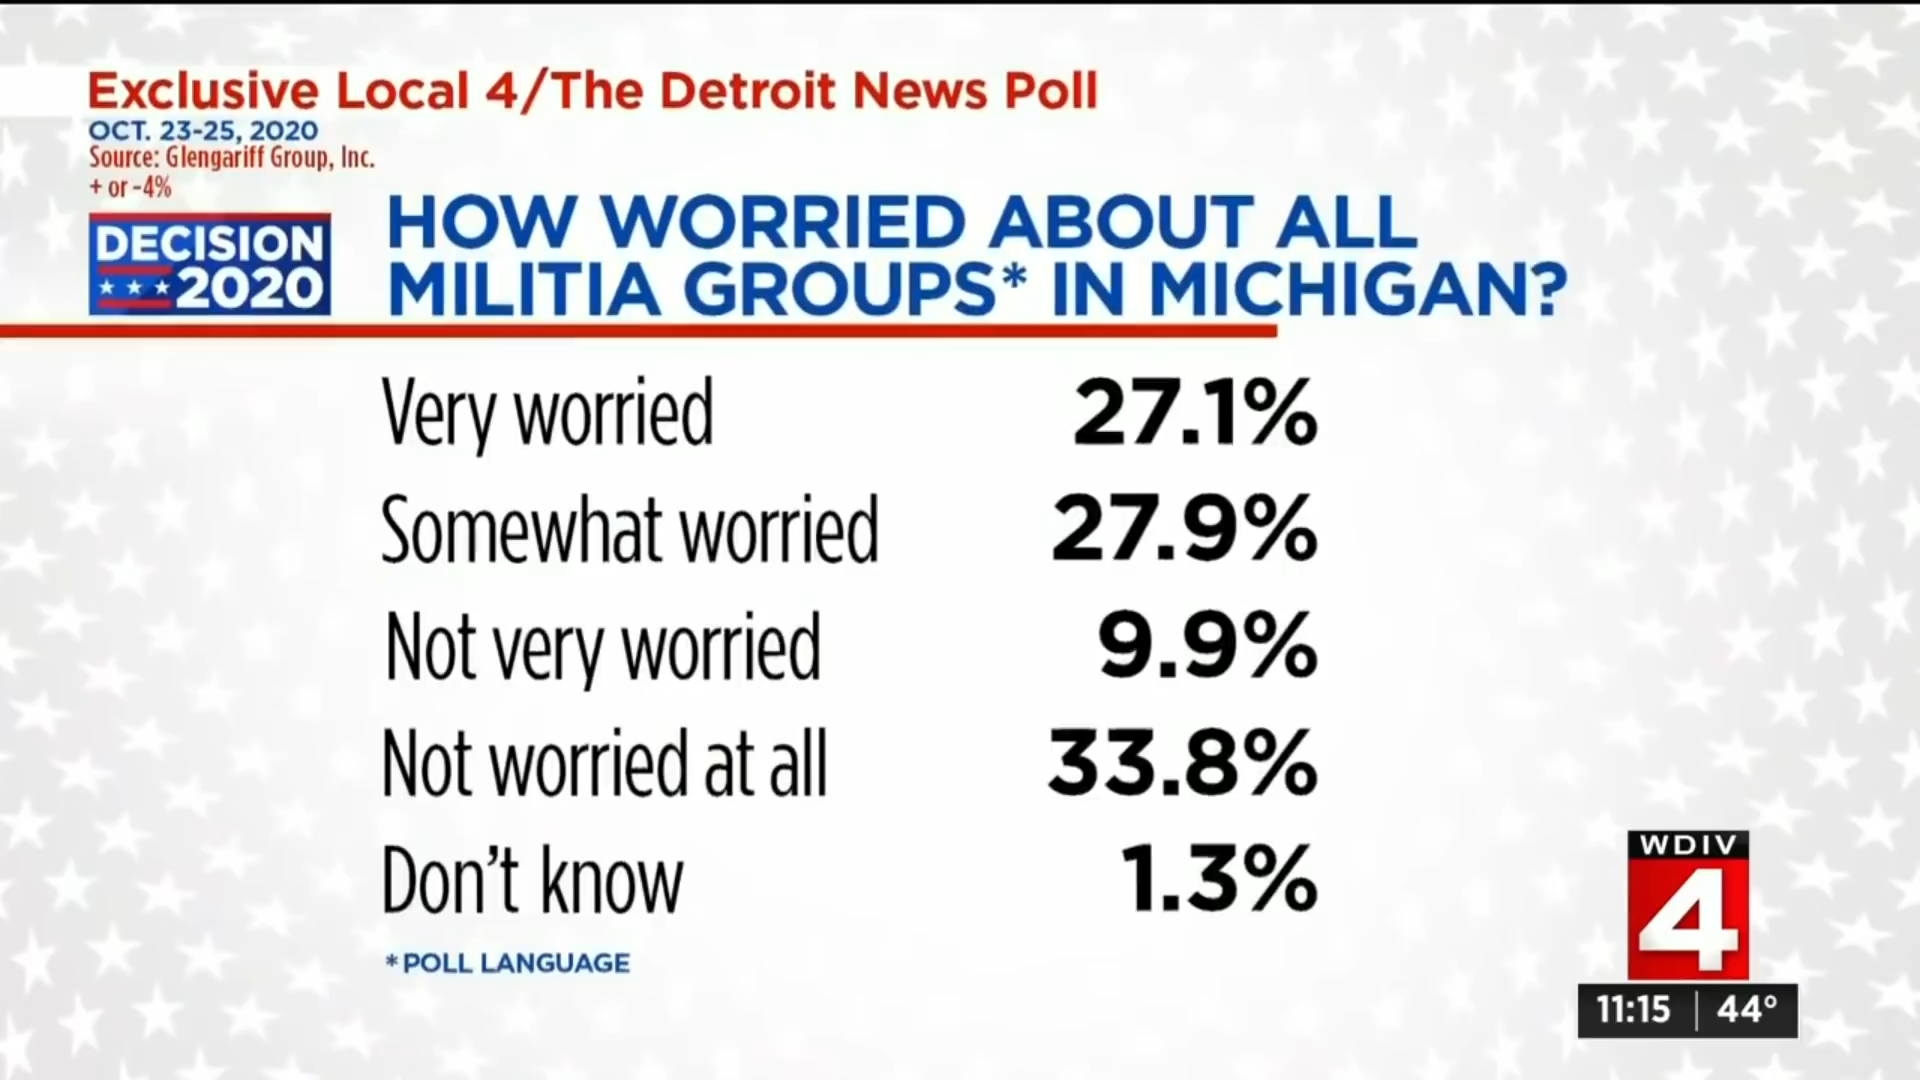 Exclusive Local 4/The Detroit News Poll
OCT. 23-25, 2020
Source: Glengariff Group, Inc.
+ or -4%
DECISION
2020
HOW WORRIED ABOUT ALL
MILITIA GROUPS* IN MICHIGAN?
Very worried 27.1%
Somewhat worried 27.9%
Not very worried 9.9%
Not worried at all 33.8%
Don't know 1.3%
*POLL LANGUAGE
WDIV
4
11:15 44°